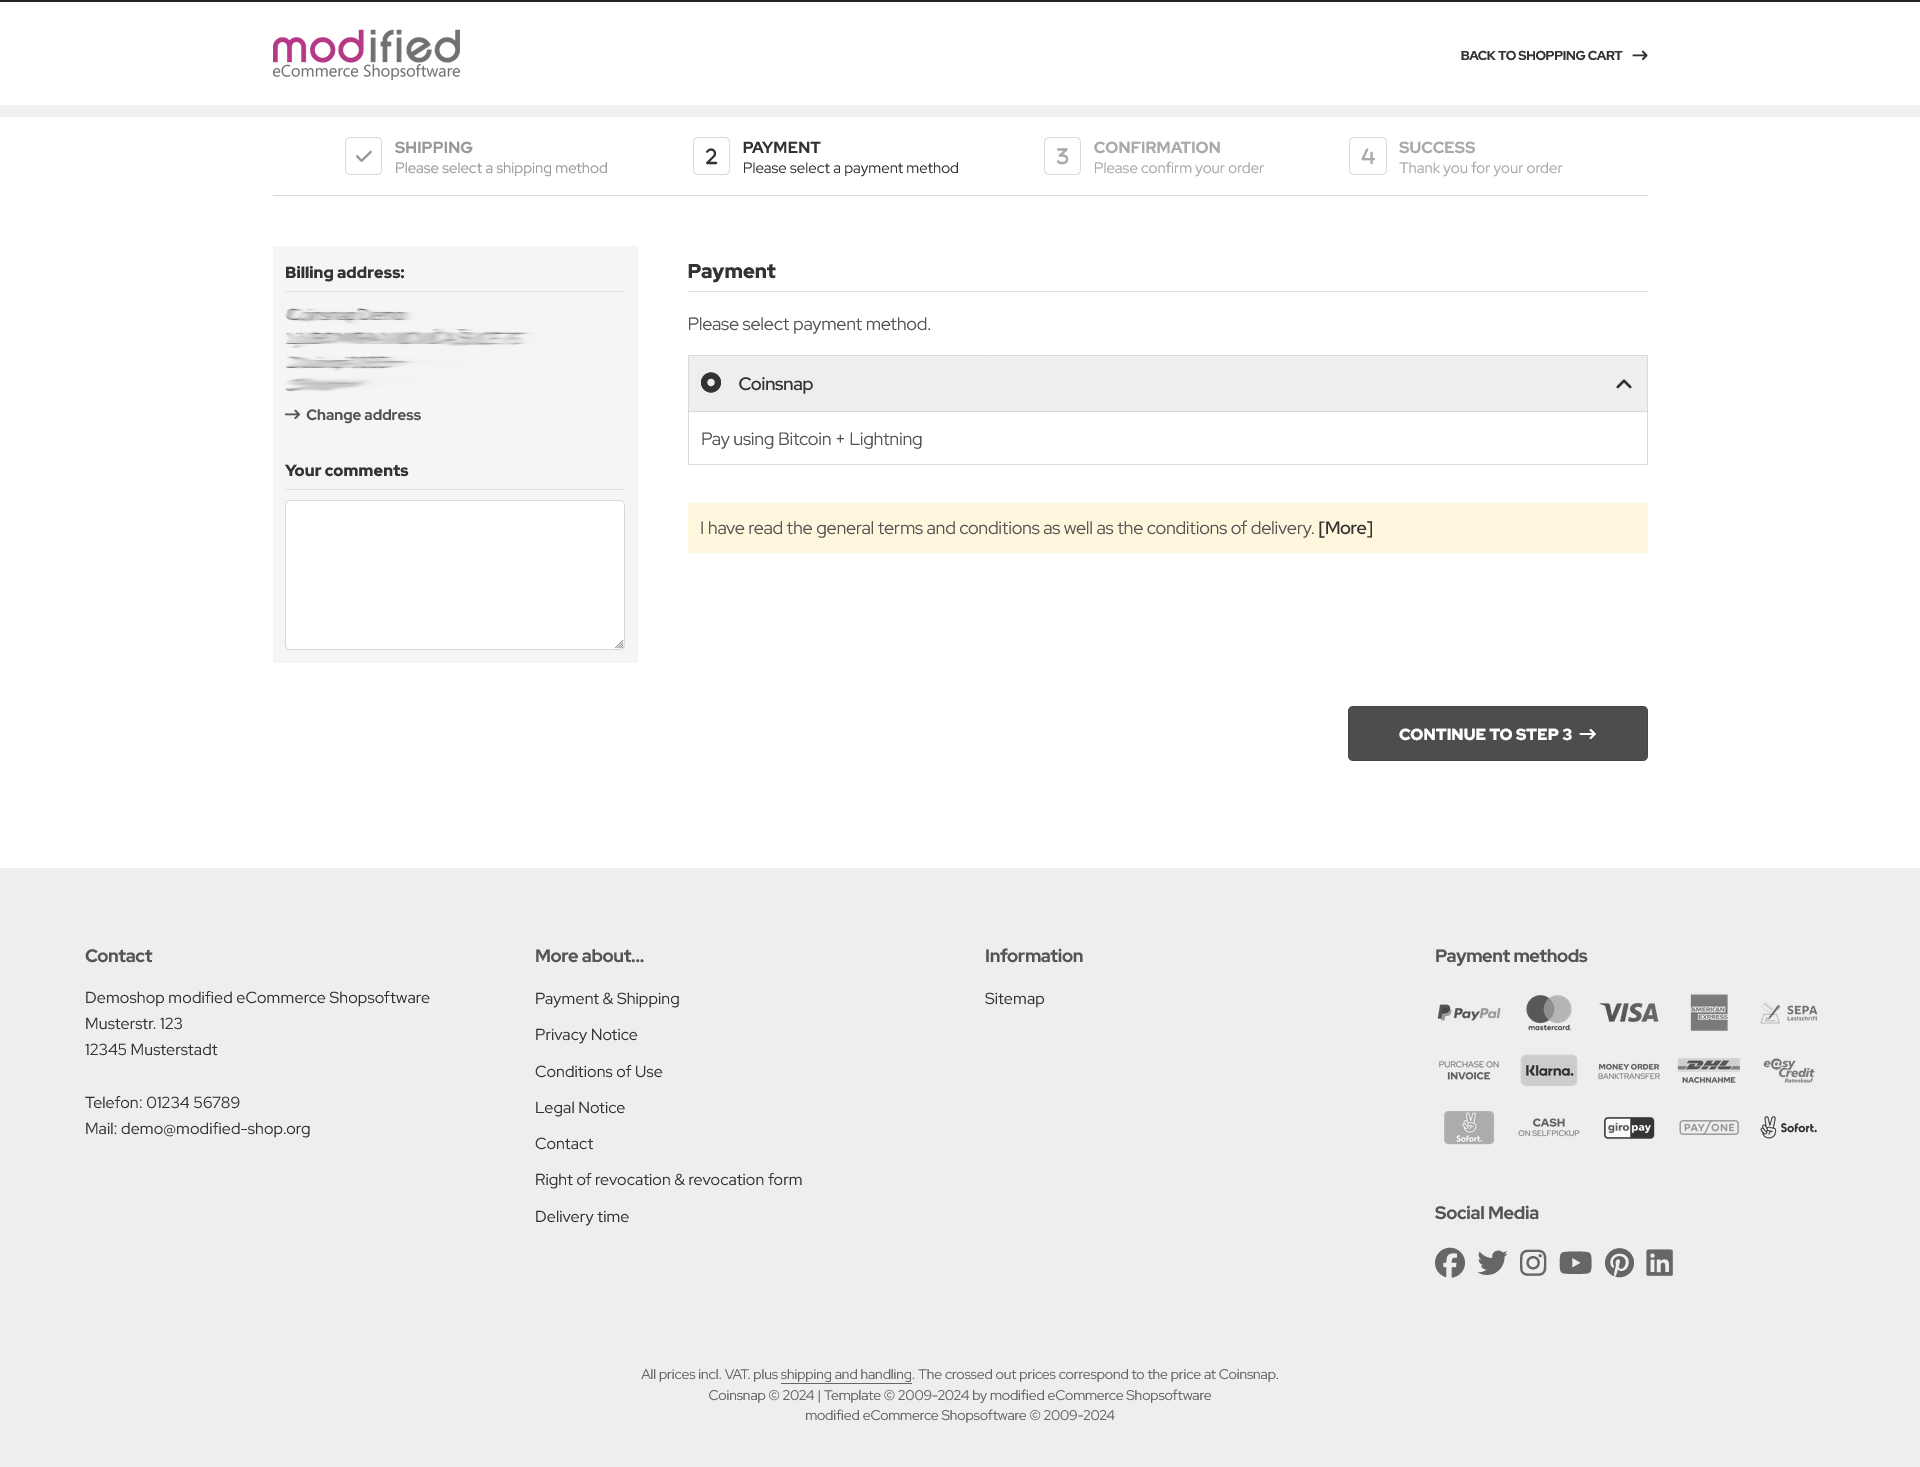 modified
eCommerce Shopsoftware
BACK TO SHOPPING CART
SHIPPING
Please select a shipping method
2
PAYMENT
Please select a payment method
3
CONFIRMATION
Please confirm your order
4
SUCCESS
Thank you for your order
Billing address:
Change address
Your comments
Payment
Please select payment method.
Coinsnap
Pay using Bitcoin + Lightning
I have read the general terms and conditions as well as the conditions of delivery. [More]
CONTINUE TO STEP 3
Contact
Demoshop modified eCommerce Shopsoftware
Musterstr. 123
12345 Musterstadt
Telefon: 01234 56789
Mail: demo@modified-shop.org
More about...
Payment & Shipping
Privacy Notice
Conditions of Use
Legal Notice
Contact
Right of revocation & revocation form
Delivery time
Information
Sitemap
Payment methods
PayPal
mastercard.
VISA
AMERICAN
EXPRESS
SEPA
Lastschrift
PURCHASE ON
INVOICE
Klarna.
MONEY ORDER
BANKTRANSFER
DHL
NACHNAHME
e@sy
Credit
Ratenkauf
Sofort.
CASH
ON SELFPICKUP
giropay
PAY/ONE
Sofort.
Social Media
All prices incl. VAT. plus shipping and handling. The crossed out prices correspond to the price at Coinsnap.
Coinsnap © 2024 | Template © 2009-2024 by modified eCommerce Shopsoftware
modified eCommerce Shopsoftware © 2009-2024